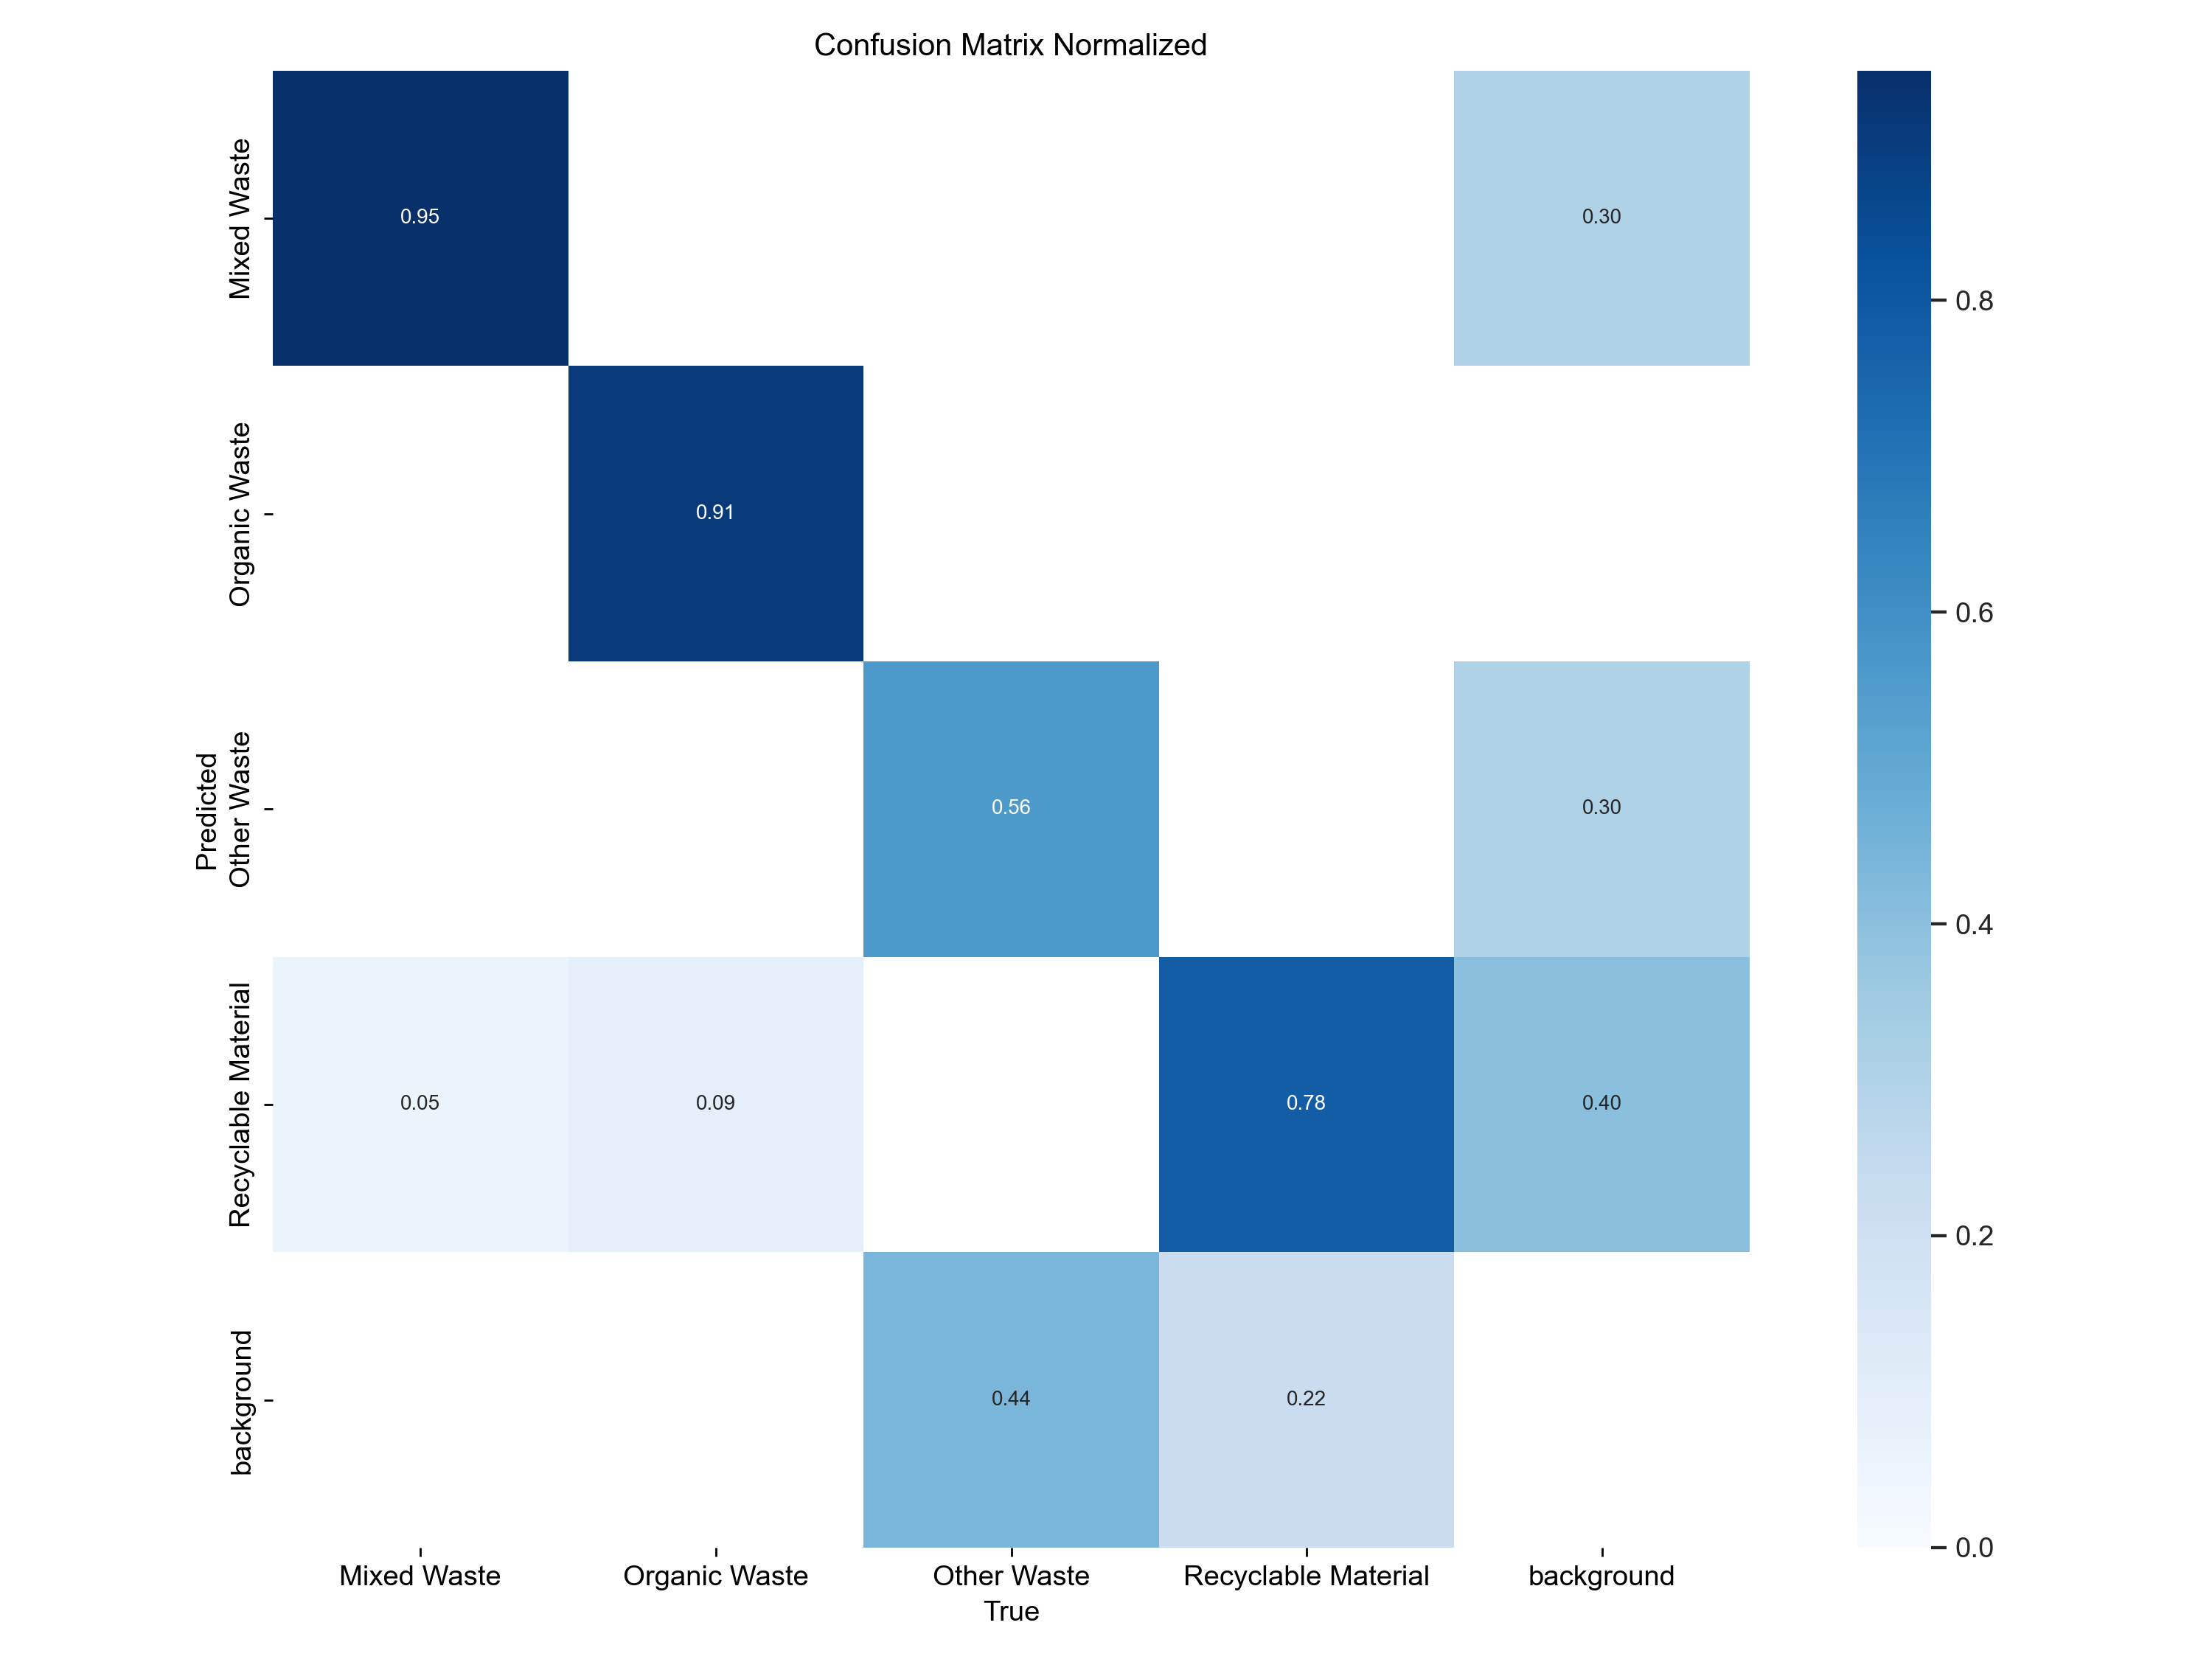 Confusion Matrix Normalized
Mixed Waste
0.95
0.30
0.8
Organic Waste
0.91
0.6
Predicted
Other Waste
0.56
0.30
0.4
Recyclable Material
0.05
0.09
0.78
0.40
0.2
background
0.44
0.22
0.0
Mixed Waste
Organic Waste
Other Waste
Recyclable Material
background
True